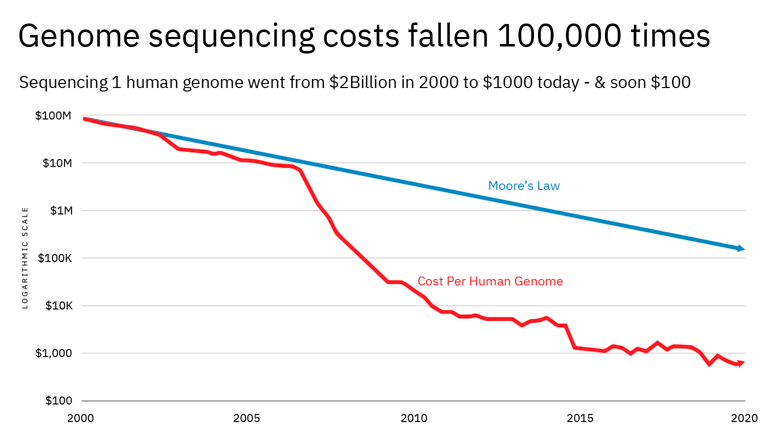 Genome sequencing costs fallen 100,000 times
Sequencing 1 human genome went from $2Billion in 2000 to $1000 today - & soon $100
$100M
$10M
Moore's Law
$1M
LOGARITHMIC SCALE
$100K
Cost Per Human Genome
$10K
$1,000
$100
2000 2005 2010 2015 2020